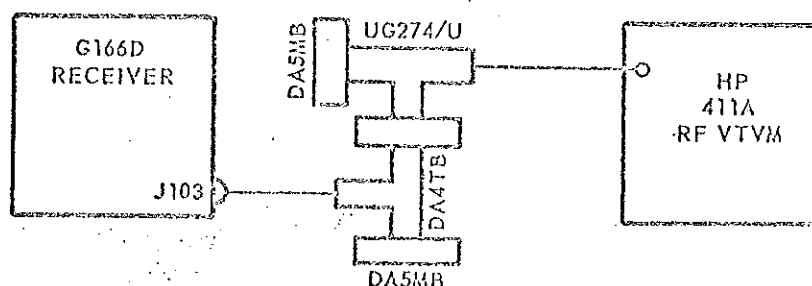 G166D
RECEIVER
J103
DA5MB
UG274/U
DA4TB
DA5MB
HP
411A
RF VTVM